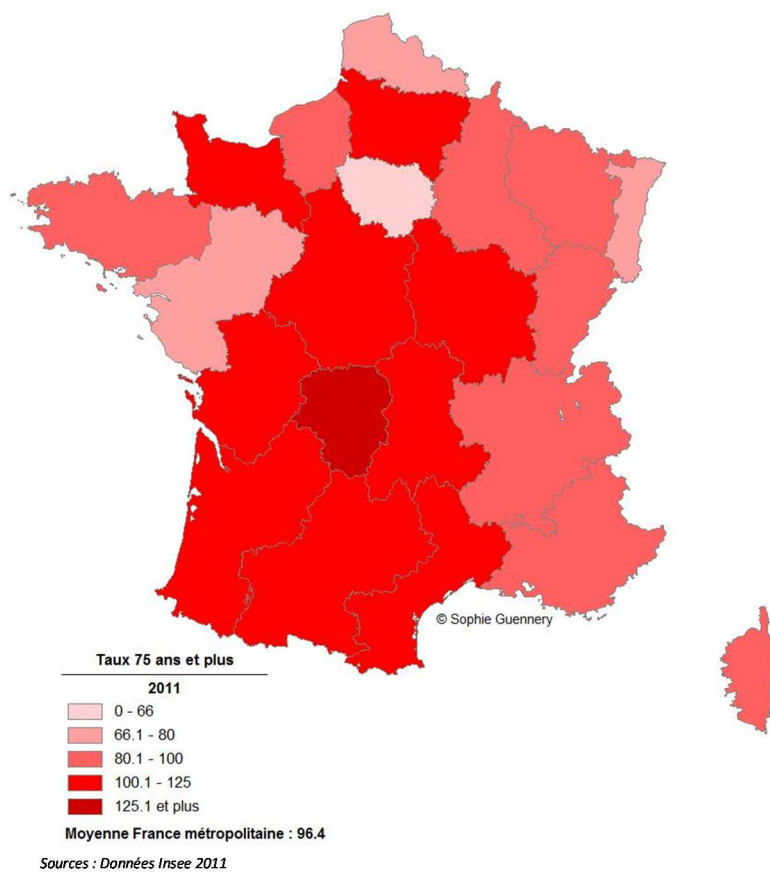 © Sophie Guennery
Taux 75 ans et plus
2011
0 - 66
66.1 - 80
80.1 - 100
100.1 - 125
125.1 et plus
Moyenne France métropolitaine : 96.4
Sources : Données Insee 2011